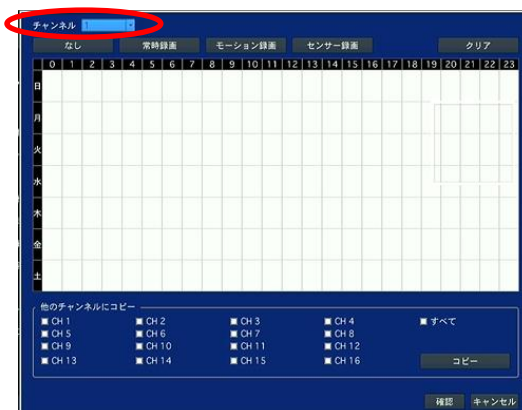 チャンネル 1
なし 常時録画 モーション録画 センサー録画 クリア
0 1 2 3 4 5 6 7 8 9 10 11 12 13 14 15 16 17 18 19 20 21 22 23
日
月
火
水
木
金
土
他のチャンネルにコピー
CH 1 CH 2 CH 3 CH 4 すべて
CH 5 CH 6 CH 7 CH 8
CH 9 CH 10 CH 11 CH 12
CH 13 CH 14 CH 15 CH 16 コピー
確認 キャンセル